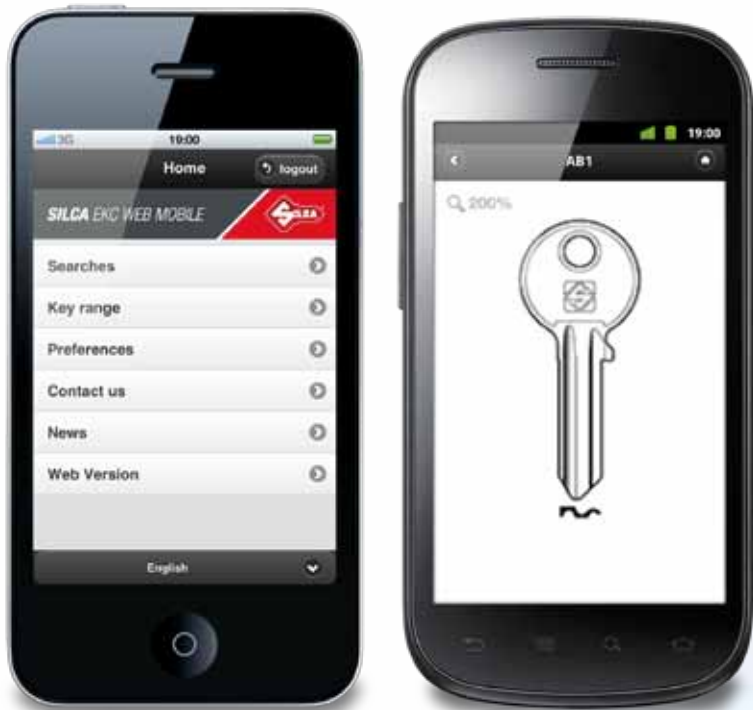 3G 19:00
Home
logout
SILCA EKC WEB MOBILE
SILCA
Searches
Key range
Preferences
Contact us
News
Web Version
English
19:00
AB1
200%